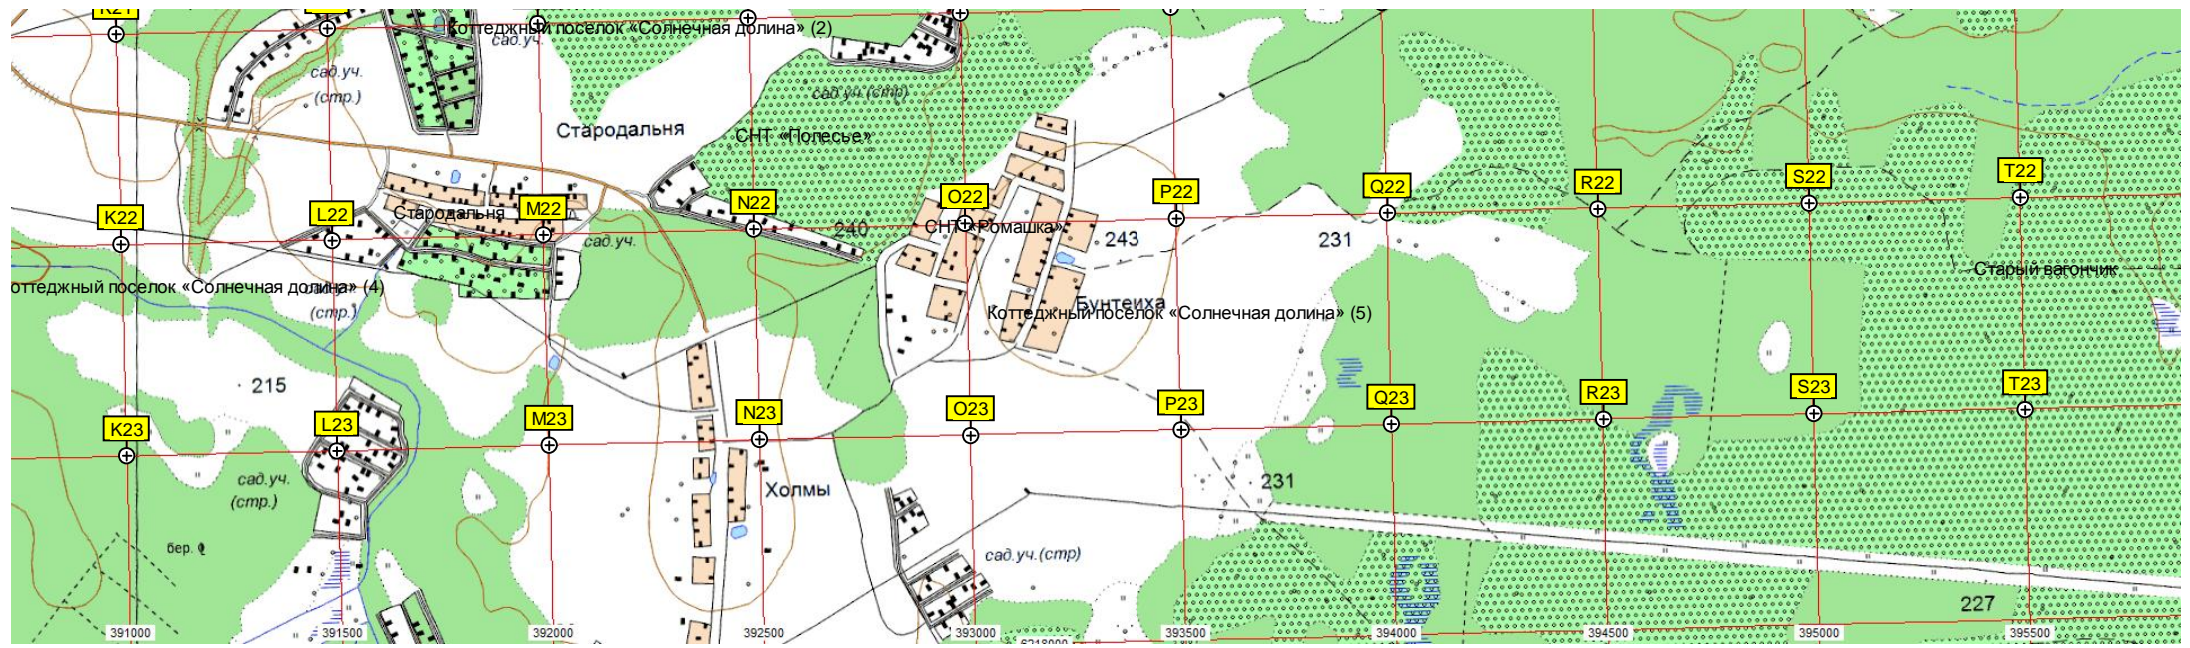 K21
Коттеджный поселок «Солнечная долина» (2)
сад.уч.
сад.уч.
(стр.)
сад.уч.(стр)
Стародальня
СНТ «Полесье»
K22
L22
Стародальня
M22
N22
O22
P22
Q22
R22
S22
T22
сад.уч.
240
СНТ «Ромашка»
243
231
Старый вагончик
оттеджный поселок «Солнечная долина» (4)
(стр.)
Бунтеиха
Коттеджный поселок «Солнечная долина» (5)
215
K23
L23
M23
N23
O23
P23
Q23
R23
S23
T23
сад.уч.
(стр.)
Холмы
231
бер.
сад.уч.(стр)
227
391000
391500
392000
392500
393000
393500
394000
394500
395000
395500